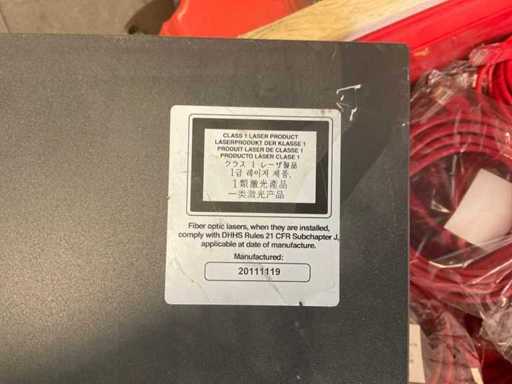 CLASS 1 LASER PRODUCT
LASERPRODUKT DER KLASSE 1
PRODUIT LASER DE CLASSE 1
PRODUCTO LASER CLASE 1
クラス 1 レーザ製品
1급 레이저 제품.
1類激光產品
一类激光产品
Fiber optic lasers, when they are installed,
comply with DHHS Rules 21 CFR Subchapter J,
applicable at date of manufacture.
Manufactured:
20111119